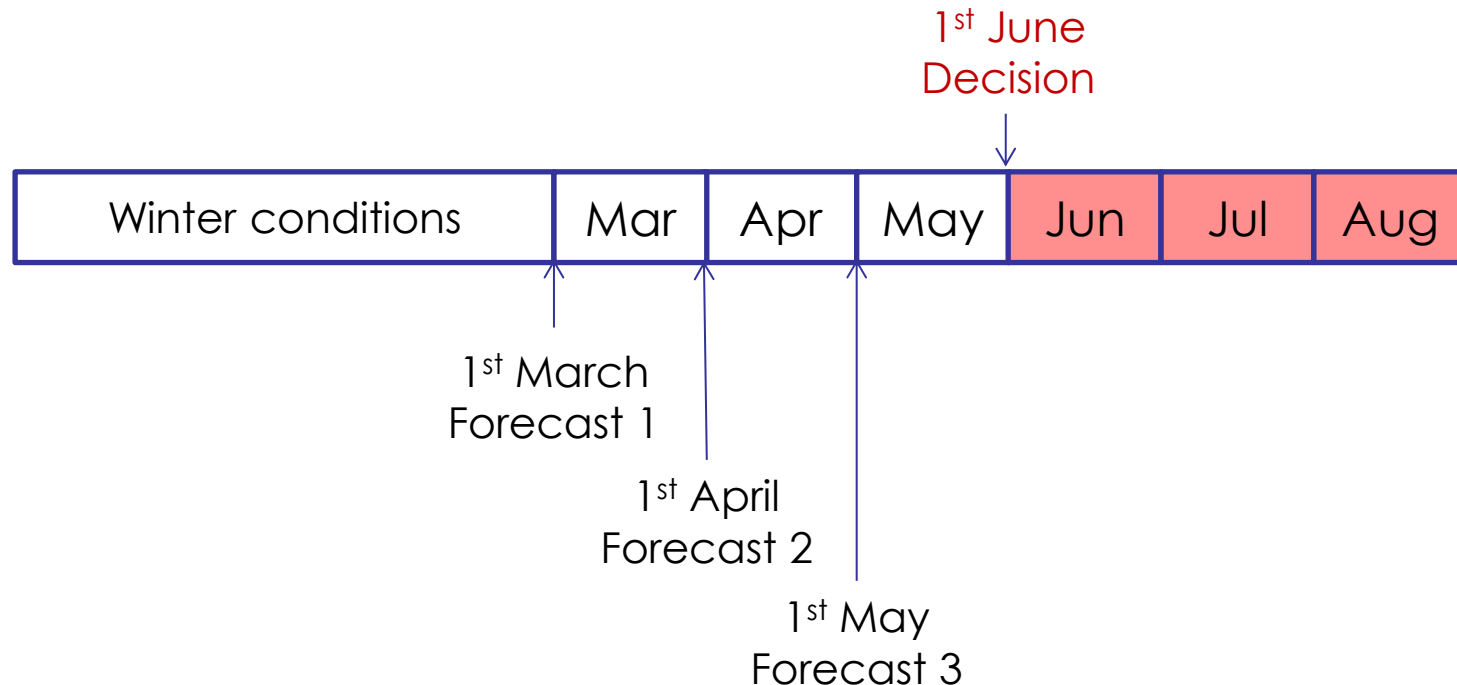 1st June
Decision
Winter conditions Mar Apr May Jun Jul Aug
1st March
Forecast 1
1st April
Forecast 2
1st May
Forecast 3